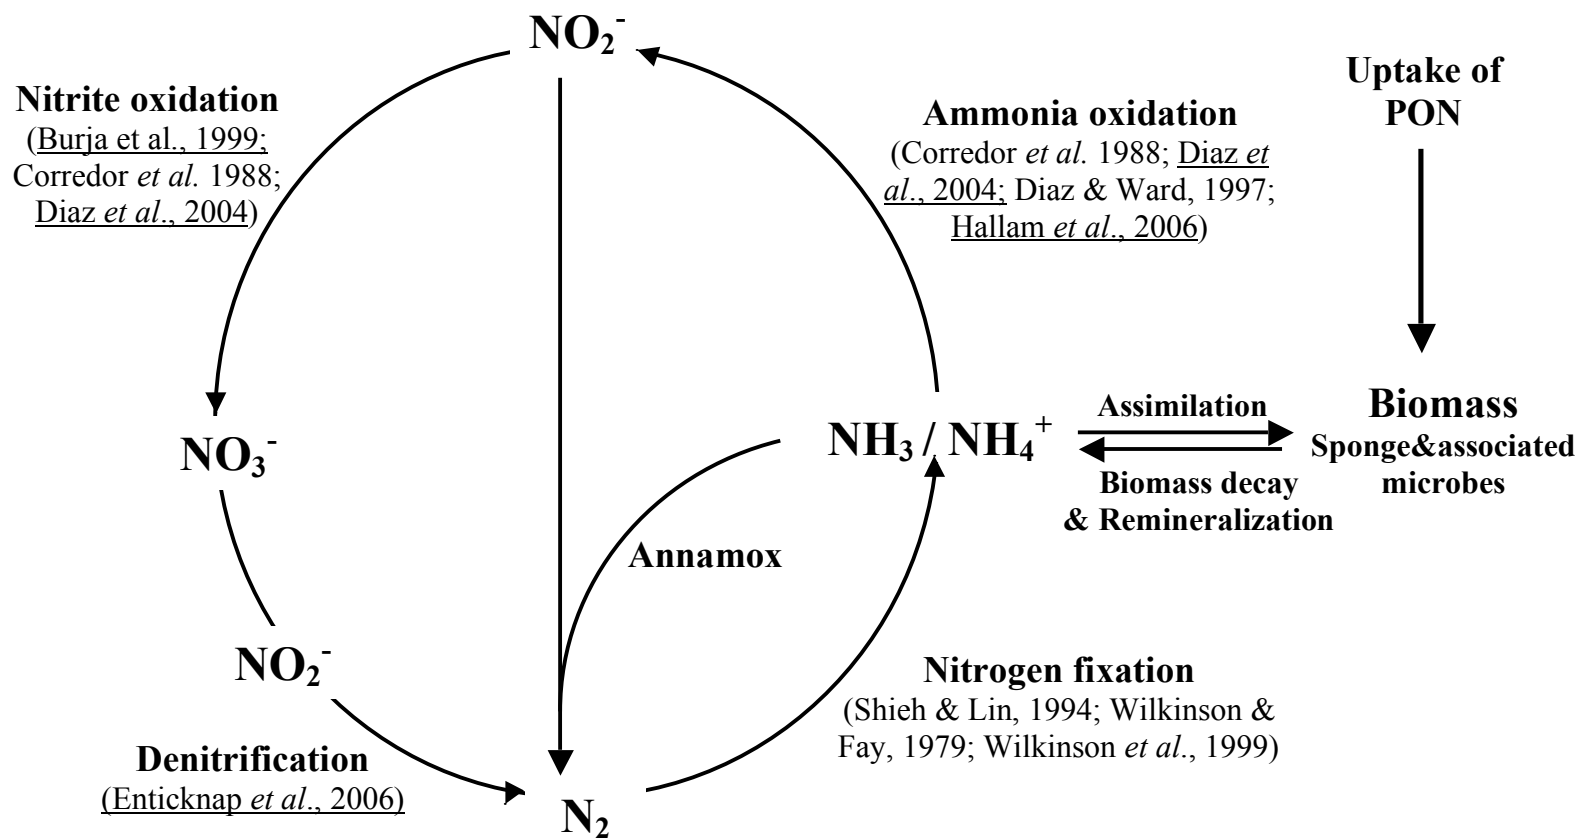 NO₂⁻
Nitrite oxidation
(Burja et al., 1999;
Corredor et al. 1988;
Diaz et al., 2004)
Ammonia oxidation
(Corredor et al. 1988; Diaz et
al., 2004; Diaz & Ward, 1997;
Hallam et al., 2006)
Uptake of
PON
NO₃⁻
NH₃ / NH₄⁺
Assimilation
Biomass decay
& Remineralization
Biomass
Sponge&associated
microbes
Annamox
NO₂⁻
Nitrogen fixation
(Shieh & Lin, 1994; Wilkinson &
Fay, 1979; Wilkinson et al., 1999)
Denitrification
(Enticknap et al., 2006)
N₂